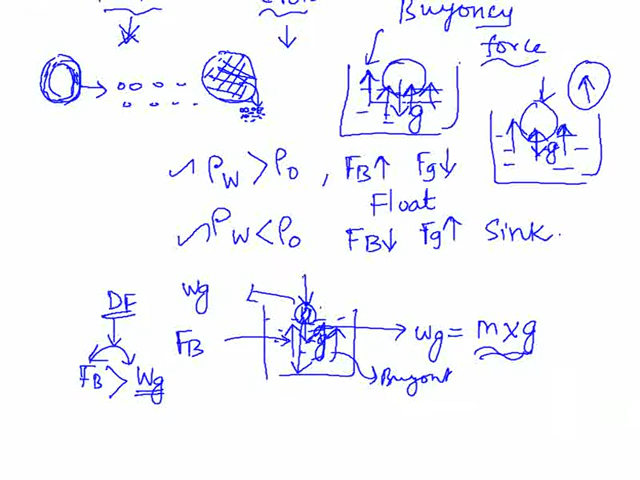 Buyoncy
force
g
g
ρw > ρo , FB↑ Fg↓
Float
ρw < ρo FB↓ Fg↑ Sink.
DF
wg
FB
wg = m×g
FB > Wg
Buyont